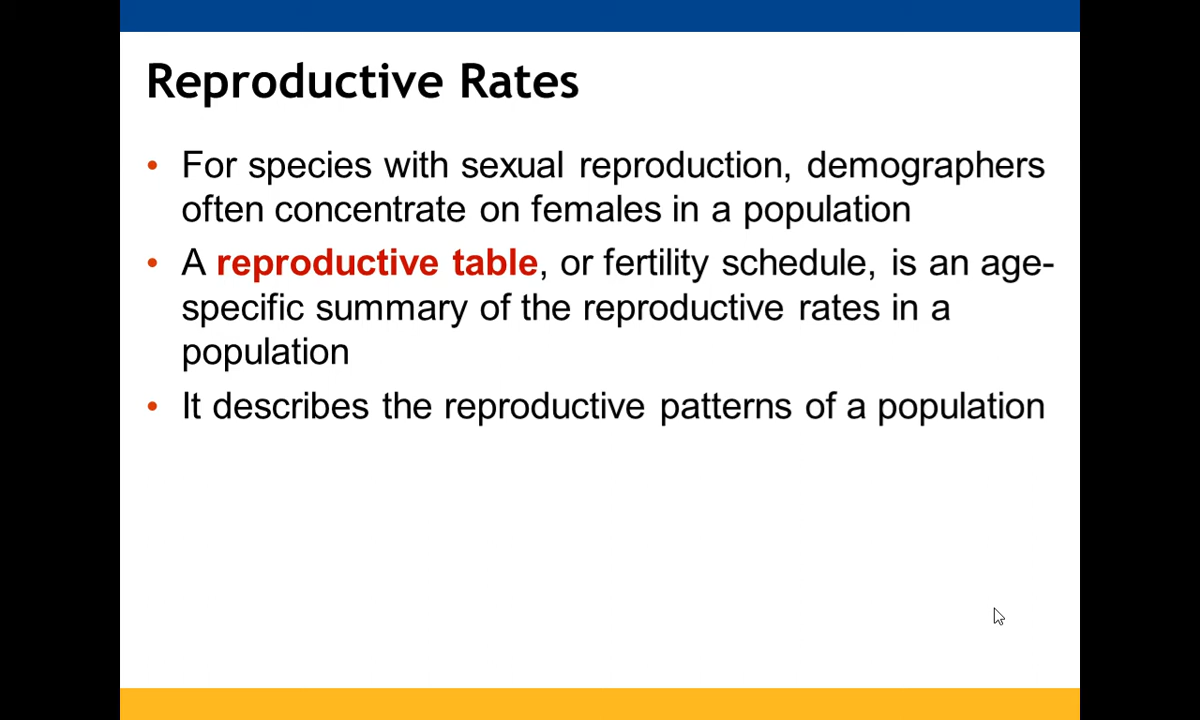 Reproductive Rates
• For species with sexual reproduction, demographers
often concentrate on females in a population
• A reproductive table, or fertility schedule, is an age-
specific summary of the reproductive rates in a
population
• It describes the reproductive patterns of a population